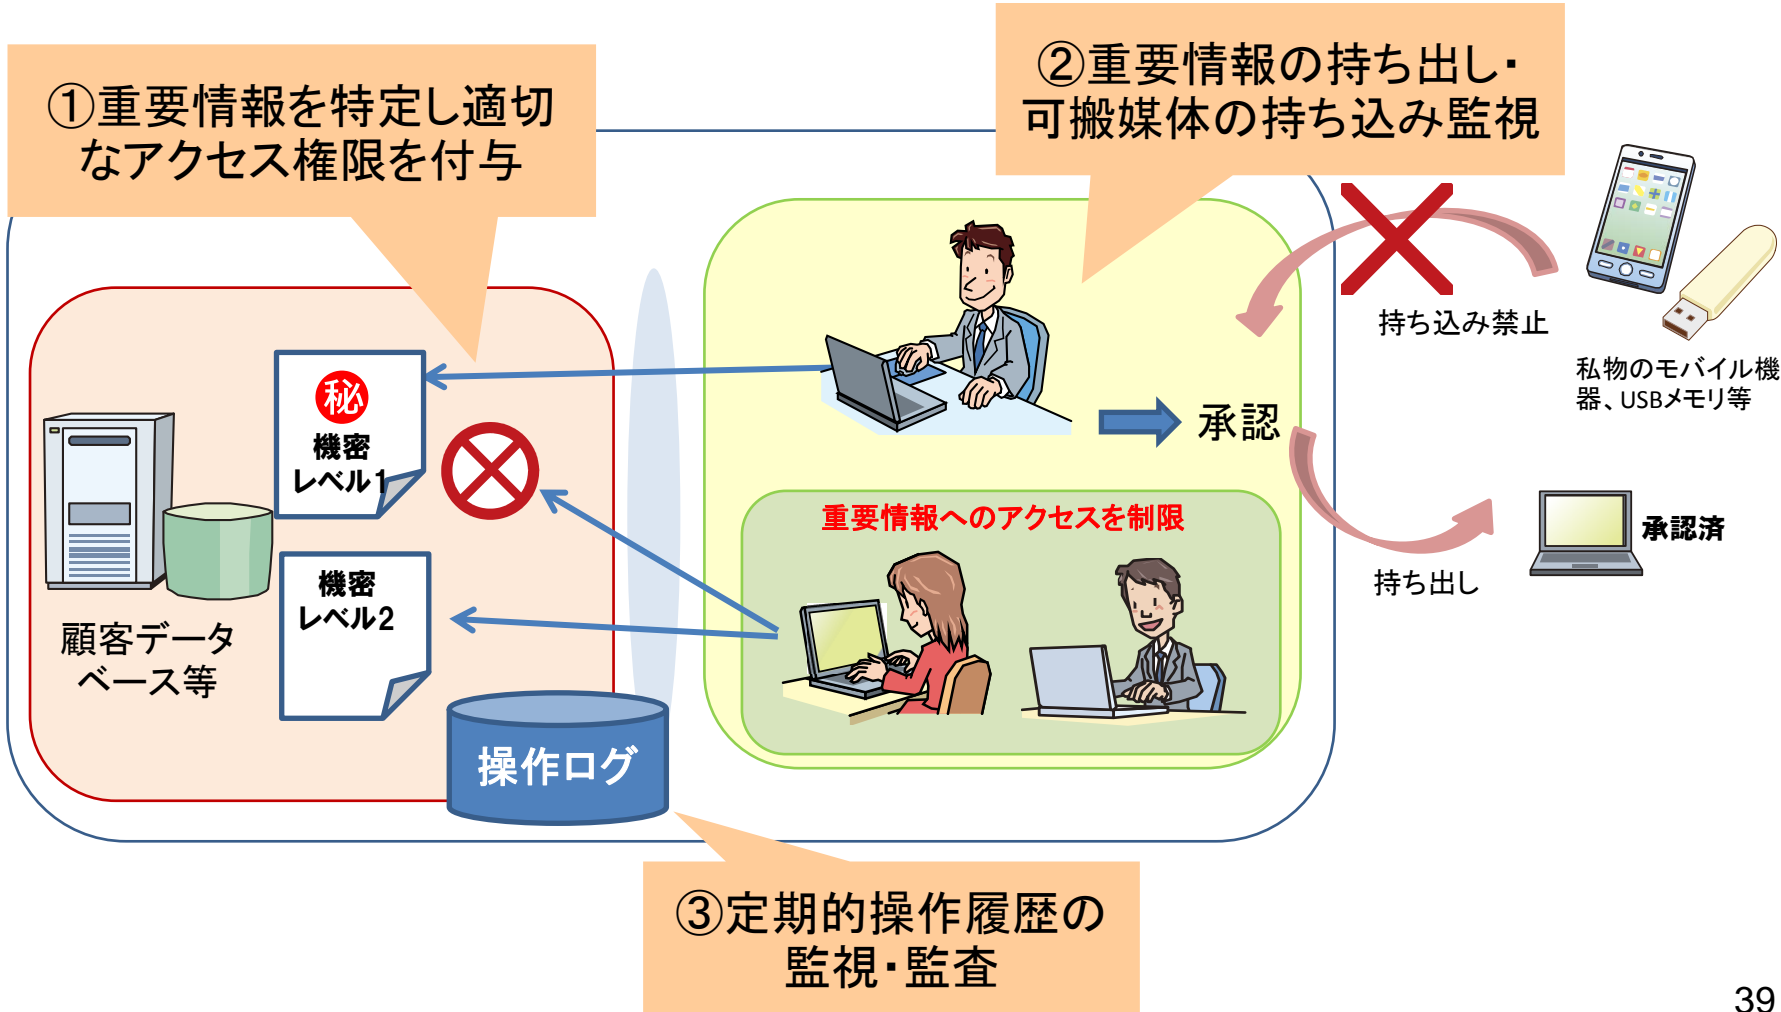 ①重要情報を特定し適切
なアクセス権限を付与
②重要情報の持ち出し・
可搬媒体の持ち込み監視
持ち込み禁止
私物のモバイル機
器、USBメモリ等
秘
機密
レベル1
承認
重要情報へのアクセスを制限
承認済
持ち出し
機密
レベル2
顧客データ
ベース等
操作ログ
③定期的操作履歴の
監視・監査
39